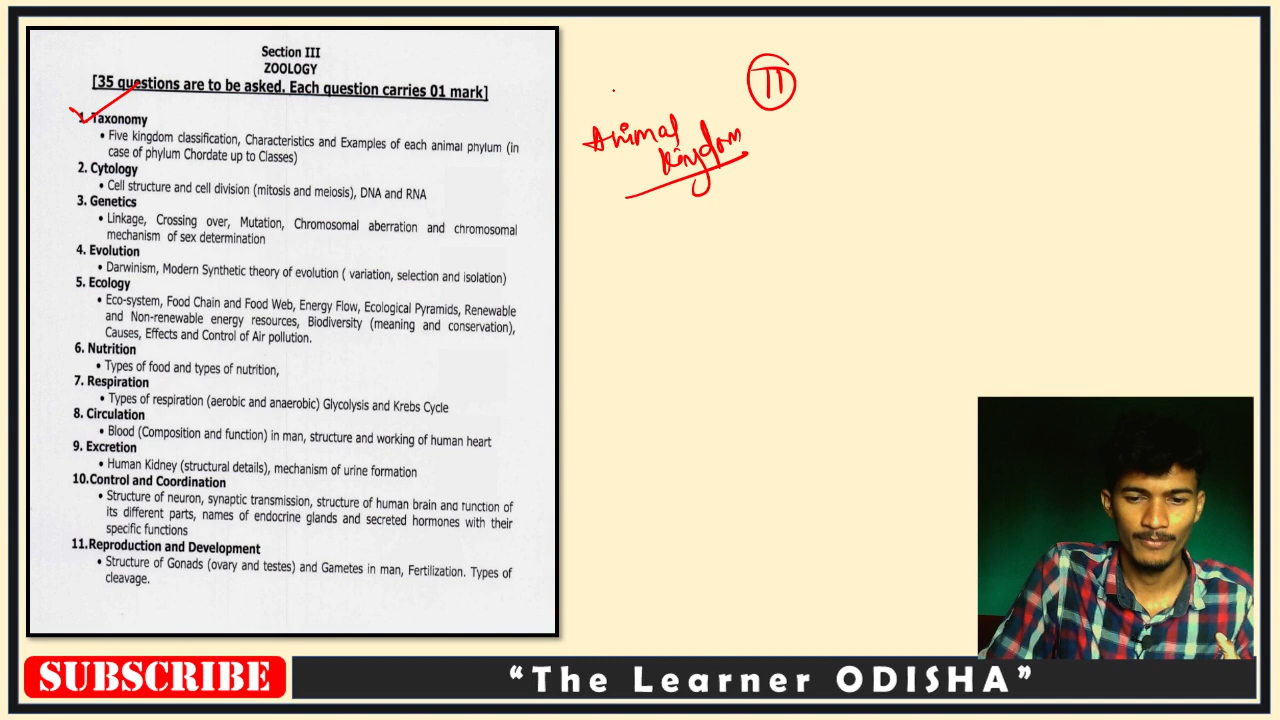 Section III
ZOOLOGY
[35 questions are to be asked. Each question carries 01 mark]
1. Taxonomy
• Five kingdom classification, Characteristics and Examples of each animal phylum (in
case of phylum Chordate up to Classes)
2. Cytology
• Cell structure and cell division (mitosis and meiosis), DNA and RNA
3. Genetics
• Linkage, Crossing over, Mutation, Chromosomal aberration and chromosomal
mechanism of sex determination
4. Evolution
• Darwinism, Modern Synthetic theory of evolution ( variation, selection and isolation)
5. Ecology
• Eco-system, Food Chain and Food Web, Energy Flow, Ecological Pyramids, Renewable
and Non-renewable energy resources, Biodiversity (meaning and conservation),
Causes, Effects and Control of Air pollution.
6. Nutrition
• Types of food and types of nutrition,
7. Respiration
• Types of respiration (aerobic and anaerobic) Glycolysis and Krebs Cycle
8. Circulation
• Blood (Composition and function) in man, structure and working of human heart
9. Excretion
• Human Kidney (structural details), mechanism of urine formation
10.Control and Coordination
• Structure of neuron, synaptic transmission, structure of human brain and function of
its different parts, names of endocrine glands and secreted hormones with their
specific functions
11.Reproduction and Development
• Structure of Gonads (ovary and testes) and Gametes in man, Fertilization. Types of
cleavage.
II
Animal
Kingdom
SUBSCRIBE
“The Learner ODISHA”